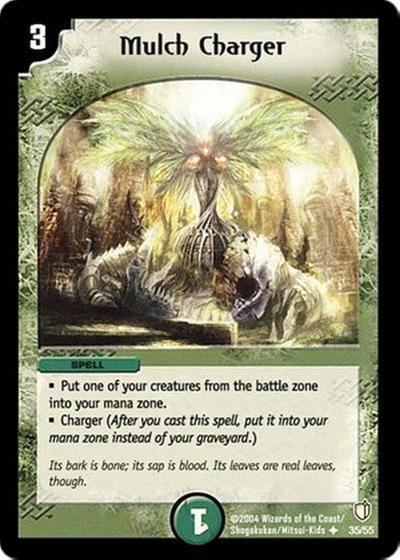 3
Mulch Charger
SPELL
▪ Put one of your creatures from the battle zone
into your mana zone.
▪ Charger (After you cast this spell, put it into your
mana zone instead of your graveyard.)
Its bark is bone; its sap is blood. Its leaves are real leaves,
though.
1
©2004 Wizards of the Coast/
Shogakukan/Mitsui-Kids ✦ 35/55